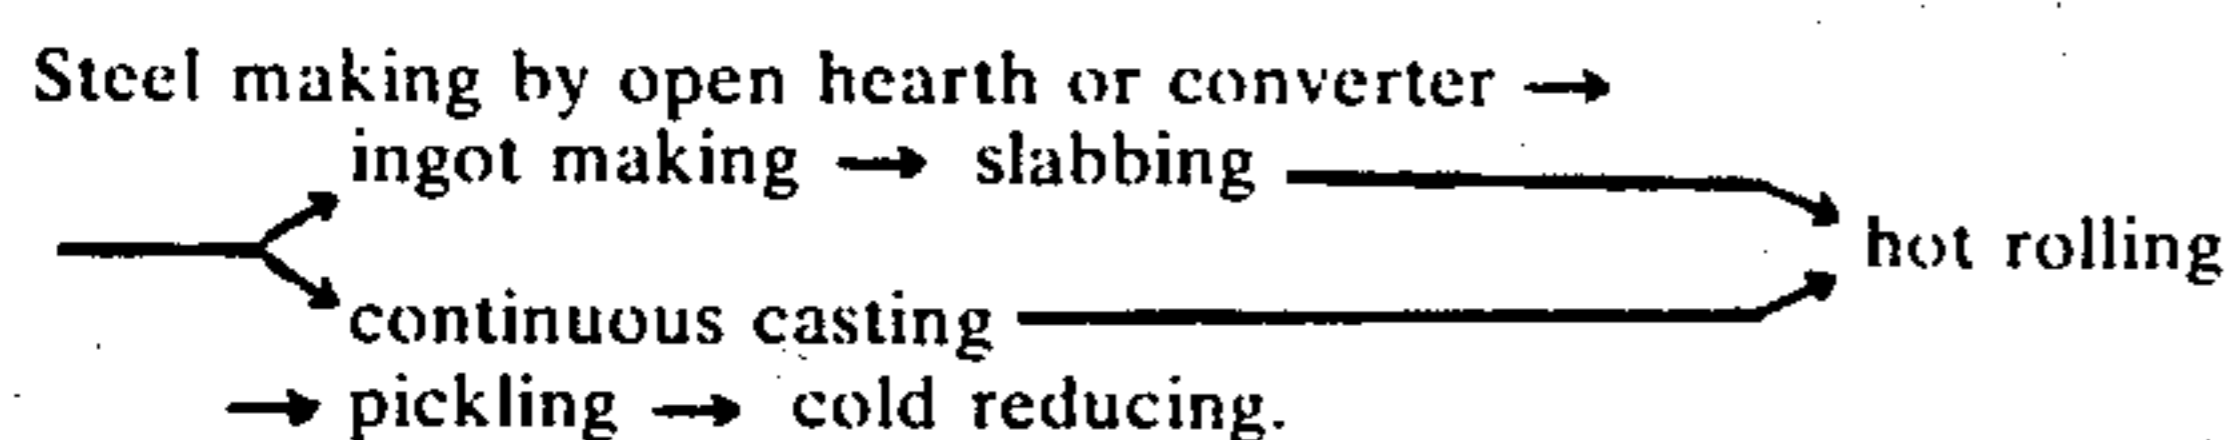 Steel making by open hearth or converter →
ingot making → slabbing
hot rolling
continuous casting
→ pickling → cold reducing.